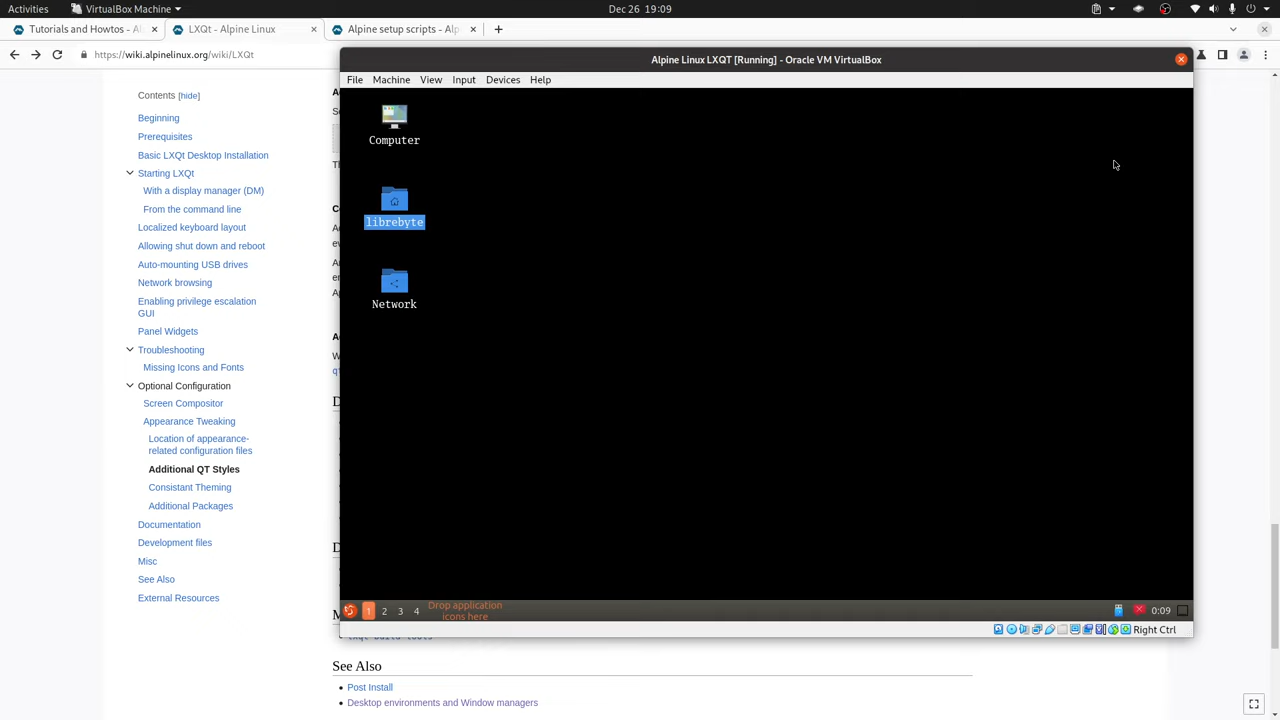 Activities
VirtualBox Machine
Dec 26 19:09
Tutorials and Howtos - Al
LXQt - Alpine Linux
Alpine setup scripts - Alp
https://wiki.alpinelinux.org/wiki/LXQt
Contents [hide]
Beginning
Prerequisites
Basic LXQt Desktop Installation
Starting LXQt
With a display manager (DM)
From the command line
Localized keyboard layout
Allowing shut down and reboot
Auto-mounting USB drives
Network browsing
Enabling privilege escalation
GUI
Panel Widgets
Troubleshooting
Missing Icons and Fonts
Optional Configuration
Screen Compositor
Appearance Tweaking
Location of appearance-
related configuration files
Additional QT Styles
Consistant Theming
Additional Packages
Documentation
Development files
Misc
See Also
External Resources
Alpine Linux LXQT [Running] - Oracle VM VirtualBox
File Machine View Input Devices Help
Computer
librebyte
Network
1 2 3 4
Drop application
icons here
0:09
Right Ctrl
See Also
Post Install
Desktop environments and Window managers